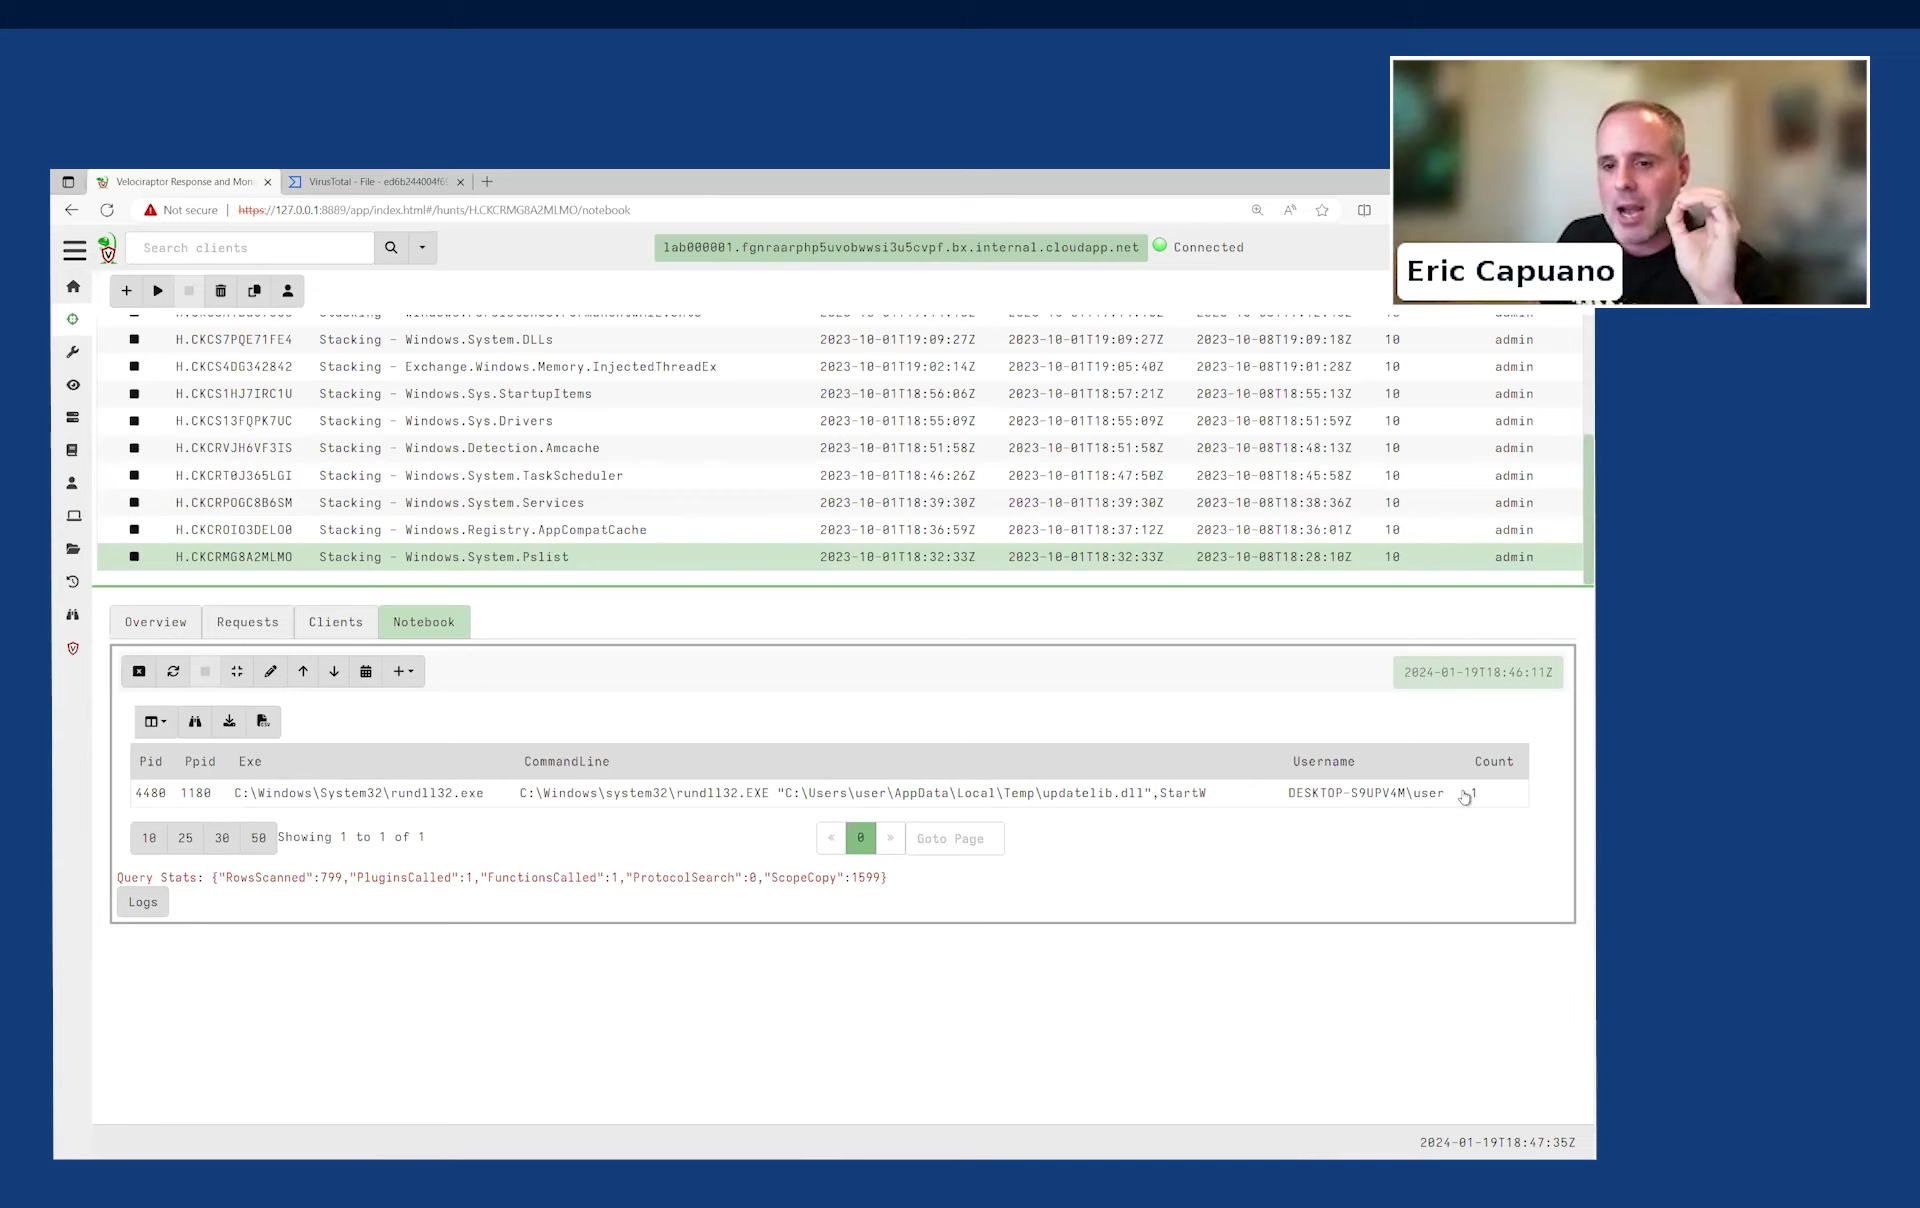 Velociraptor Response and Mon
VirusTotal - File - ed6b244004f6
Not secure
https://127.0.0.1:8889/app/index.html#/hunts/H.CKCRMG8A2MLMO/notebook
Eric Capuano
Search clients
lab000001.fgnraarphp5uvobwwsi3u5cvpf.bx.internal.cloudapp.net
Connected
H.CKCS7PQE71FE4 Stacking - Windows.System.DLLs 2023-10-01T19:09:27Z 2023-10-01T19:09:27Z 2023-10-08T19:09:18Z 10 admin
H.CKCS4DG342842 Stacking - Exchange.Windows.Memory.InjectedThreadEx 2023-10-01T19:02:14Z 2023-10-01T19:05:40Z 2023-10-08T19:01:28Z 10 admin
H.CKCS1HJ7IRC1U Stacking - Windows.Sys.StartupItems 2023-10-01T18:56:06Z 2023-10-01T18:57:21Z 2023-10-08T18:55:13Z 10 admin
H.CKCS13FQPK7UC Stacking - Windows.Sys.Drivers 2023-10-01T18:55:09Z 2023-10-01T18:55:09Z 2023-10-08T18:51:59Z 10 admin
H.CKCRVJH6VF3IS Stacking - Windows.Detection.Amcache 2023-10-01T18:51:58Z 2023-10-01T18:51:58Z 2023-10-08T18:48:13Z 10 admin
H.CKCRT0J365LGI Stacking - Windows.System.TaskScheduler 2023-10-01T18:46:26Z 2023-10-01T18:47:50Z 2023-10-08T18:45:58Z 10 admin
H.CKCRPOGC8B6SM Stacking - Windows.System.Services 2023-10-01T18:39:30Z 2023-10-01T18:39:30Z 2023-10-08T18:38:36Z 10 admin
H.CKCROIO3DELO0 Stacking - Windows.Registry.AppCompatCache 2023-10-01T18:36:59Z 2023-10-01T18:37:12Z 2023-10-08T18:36:01Z 10 admin
H.CKCRMG8A2MLMO Stacking - Windows.System.Pslist 2023-10-01T18:32:33Z 2023-10-01T18:32:33Z 2023-10-08T18:28:10Z 10 admin
Overview Requests Clients Notebook
2024-01-19T18:46:11Z
Pid Ppid Exe CommandLine Username Count
4480 1180 C:\Windows\System32\rundll32.exe C:\Windows\system32\rundll32.EXE "C:\Users\user\AppData\Local\Temp\updatelib.dll",StartW DESKTOP-S9UPV4M\user 1
10 25 30 50 Showing 1 to 1 of 1 « 0 » Goto Page
Query Stats: {"RowsScanned":799,"PluginsCalled":1,"FunctionsCalled":1,"ProtocolSearch":0,"ScopeCopy":1599}
Logs
2024-01-19T18:47:35Z